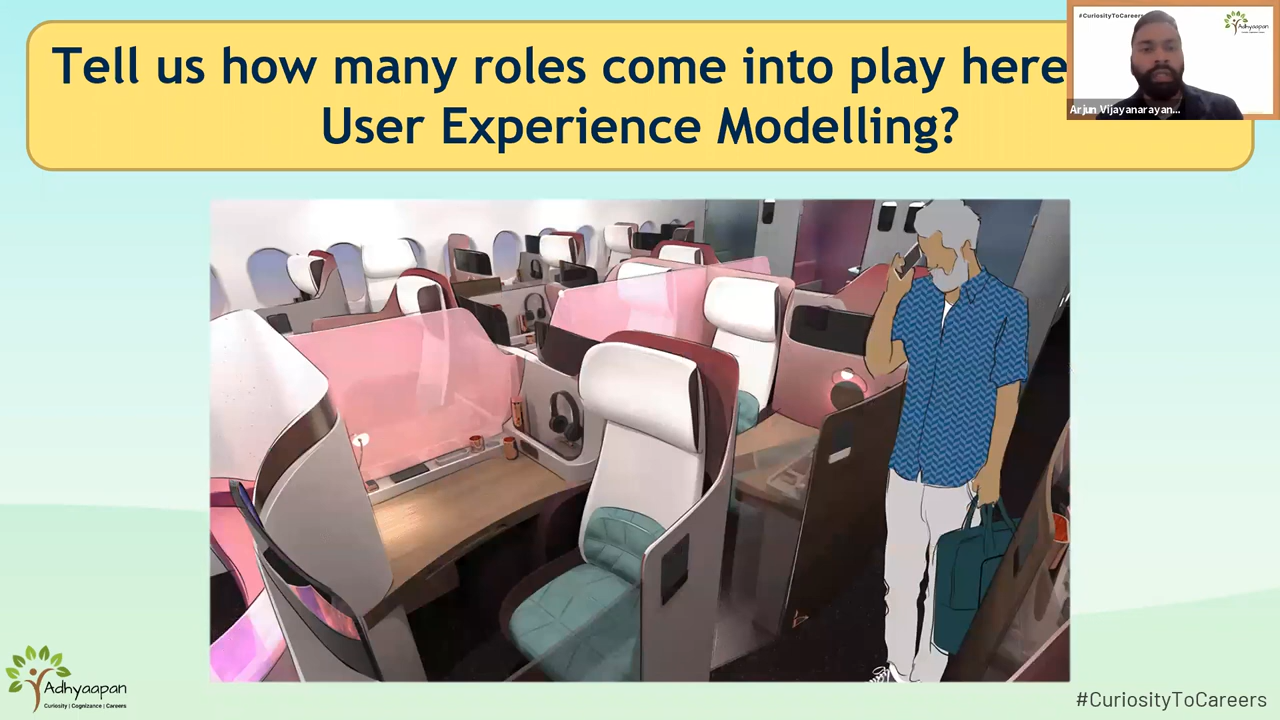 Tell us how many roles come into play here
User Experience Modelling?
#CuriosityToCareers
Adhyaapan
Arjun Vijayanarayan...
Adhyaapan
Curiosity | Cognizance | Careers
#CuriosityToCareers